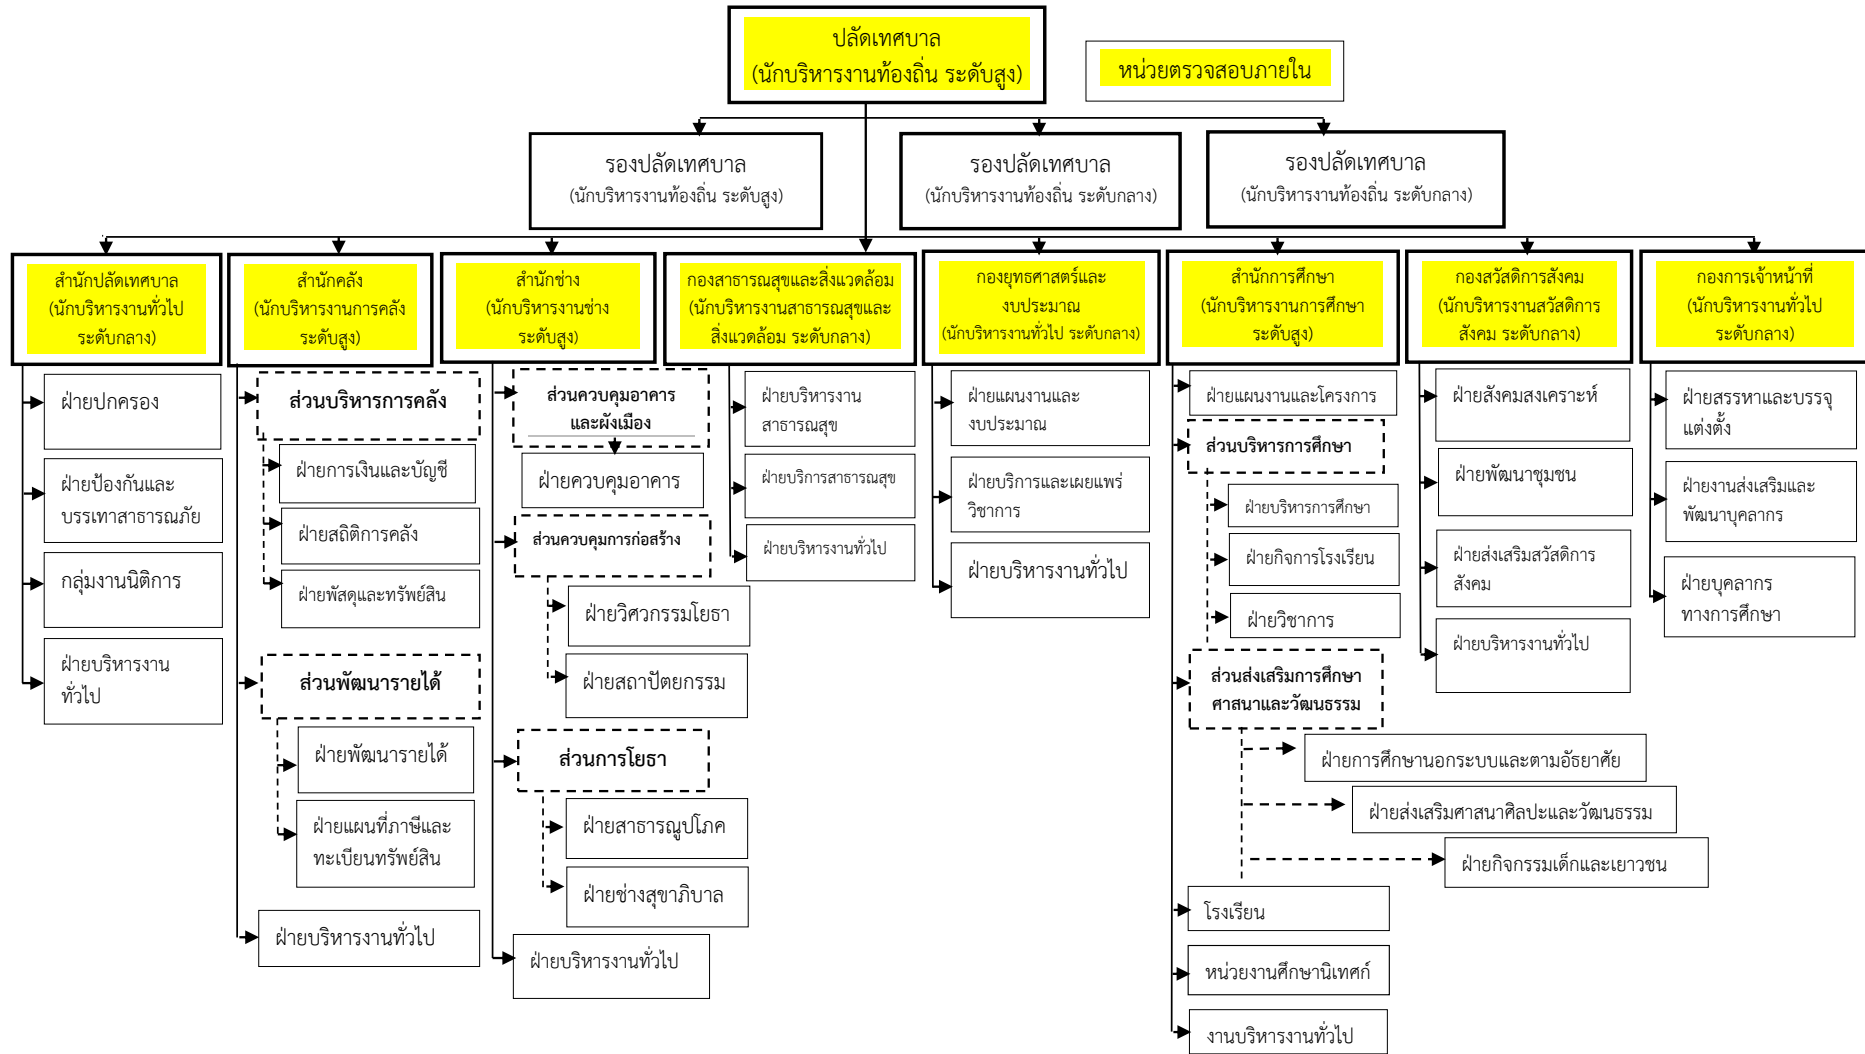 ปลัดเทศบาล
(นักบริหารงานท้องถิ่น ระดับสูง)
หน่วยตรวจสอบภายใน
รองปลัดเทศบาล
(นักบริหารงานท้องถิ่น ระดับสูง)
รองปลัดเทศบาล
(นักบริหารงานท้องถิ่น ระดับกลาง)
รองปลัดเทศบาล
(นักบริหารงานท้องถิ่น ระดับกลาง)
สำนักปลัดเทศบาล
(นักบริหารงานทั่วไป
ระดับกลาง)
ฝ่ายปกครอง
ฝ่ายป้องกันและ
บรรเทาสาธารณภัย
กลุ่มงานนิติการ
ฝ่ายบริหารงาน
ทั่วไป
สำนักคลัง
(นักบริหารงานการคลัง
ระดับสูง)
ส่วนบริหารการคลัง
ฝ่ายการเงินและบัญชี
ฝ่ายสถิติการคลัง
ฝ่ายพัสดุและทรัพย์สิน
ส่วนพัฒนารายได้
ฝ่ายพัฒนารายได้
ฝ่ายแผนที่ภาษีและ
ทะเบียนทรัพย์สิน
ฝ่ายบริหารงานทั่วไป
สำนักช่าง
(นักบริหารงานช่าง
ระดับสูง)
ส่วนควบคุมอาคาร
และผังเมือง
ฝ่ายควบคุมอาคาร
ส่วนควบคุมการก่อสร้าง
ฝ่ายวิศวกรรมโยธา
ฝ่ายสถาปัตยกรรม
ส่วนการโยธา
ฝ่ายสาธารณูปโภค
ฝ่ายช่างสุขาภิบาล
ฝ่ายบริหารงานทั่วไป
กองสาธารณสุขและสิ่งแวดล้อม
(นักบริหารงานสาธารณสุขและ
สิ่งแวดล้อม ระดับกลาง)
ฝ่ายบริหารงาน
สาธารณสุข
ฝ่ายบริการสาธารณสุข
ฝ่ายบริหารงานทั่วไป
กองยุทธศาสตร์และ
งบประมาณ
(นักบริหารงานทั่วไป ระดับกลาง)
ฝ่ายแผนงานและ
งบประมาณ
ฝ่ายบริการและเผยแพร่
วิชาการ
ฝ่ายบริหารงานทั่วไป
สำนักการศึกษา
(นักบริหารงานการศึกษา
ระดับสูง)
ฝ่ายแผนงานและโครงการ
ส่วนบริหารการศึกษา
ฝ่ายบริหารการศึกษา
ฝ่ายกิจการโรงเรียน
ฝ่ายวิชาการ
ส่วนส่งเสริมการศึกษา
ศาสนาและวัฒนธรรม
ฝ่ายการศึกษานอกระบบและตามอัธยาศัย
ฝ่ายส่งเสริมศาสนาศิลปะและวัฒนธรรม
ฝ่ายกิจกรรมเด็กและเยาวชน
โรงเรียน
หน่วยงานศึกษานิเทศก์
งานบริหารงานทั่วไป
กองสวัสดิการสังคม
(นักบริหารงานสวัสดิการ
สังคม ระดับกลาง)
ฝ่ายสังคมสงเคราะห์
ฝ่ายพัฒนาชุมชน
ฝ่ายส่งเสริมสวัสดิการ
สังคม
ฝ่ายบริหารงานทั่วไป
กองการเจ้าหน้าที่
(นักบริหารงานทั่วไป
ระดับกลาง)
ฝ่ายสรรหาและบรรจุ
แต่งตั้ง
ฝ่ายงานส่งเสริมและ
พัฒนาบุคลากร
ฝ่ายบุคลากร
ทางการศึกษา